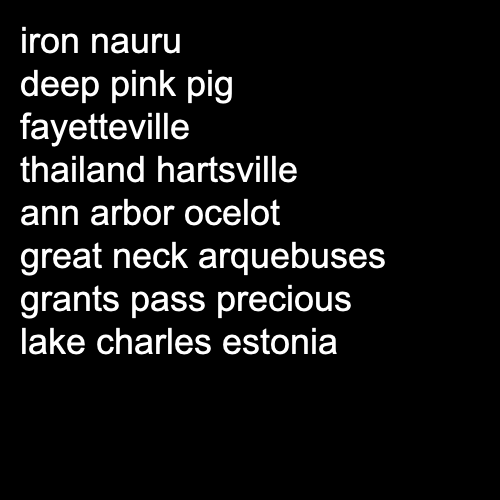 iron nauru
deep pink pig
fayetteville
thailand hartsville
ann arbor ocelot
great neck arquebuses
grants pass precious
lake charles estonia